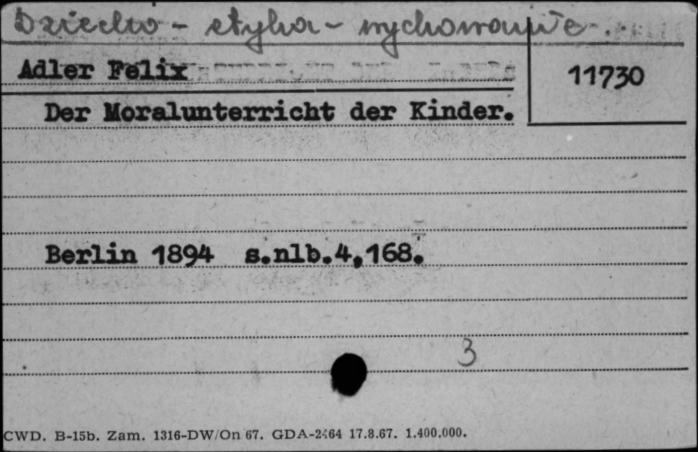 Dziecko - etyka - wychowanie
Adler Felix
11730
Der Moralunterricht der Kinder.
Berlin 1894 s.nlb.4,168.
3
CWD. B-15b. Zam. 1316-DW/On 67. GDA-2464 17.8.67. 1.400.000.